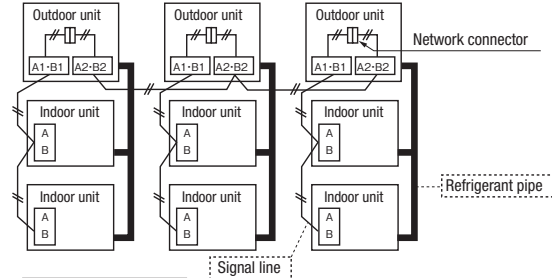 Outdoor unit Outdoor unit Outdoor unit
Network connector
A1·B1 A2·B2 A1·B1 A2·B2 A1·B1 A2·B2
Indoor unit Indoor unit Indoor unit
A A A
B B B
Indoor unit Indoor unit Indoor unit
Refrigerant pipe
A A A
B B B
Signal line